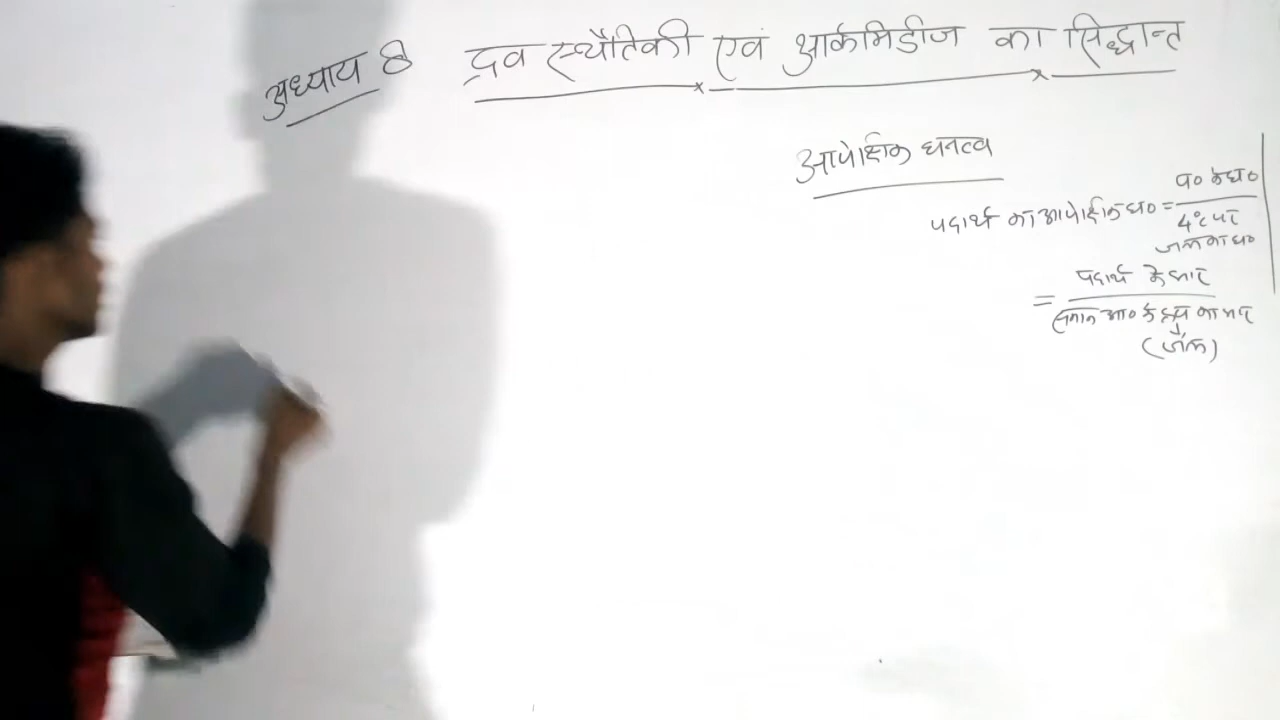 अध्याय 8 द्रव स्थैतिकी एवं आर्कमिडीज का सिद्धान्त
आपेक्षिक घनत्व
पदार्थ का आपेक्षिक घ० = प० के घ०
4°C पर
जल का घ०
= पदार्थ के भार
समान आ० के द्रव्य का भार
(जल)